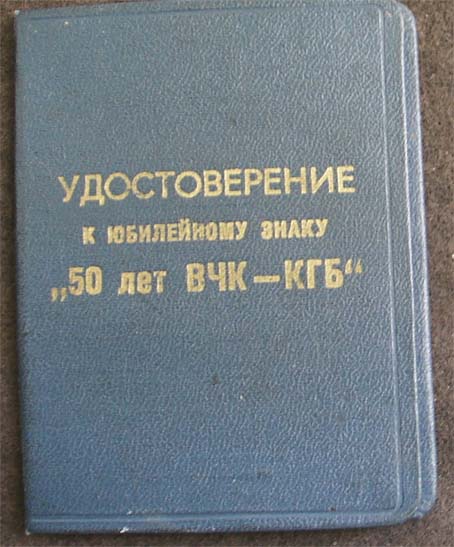 УДОСТОВЕРЕНИЕ
К ЮБИЛЕЙНОМУ ЗНАКУ
„50 лет ВЧК—КГБ“